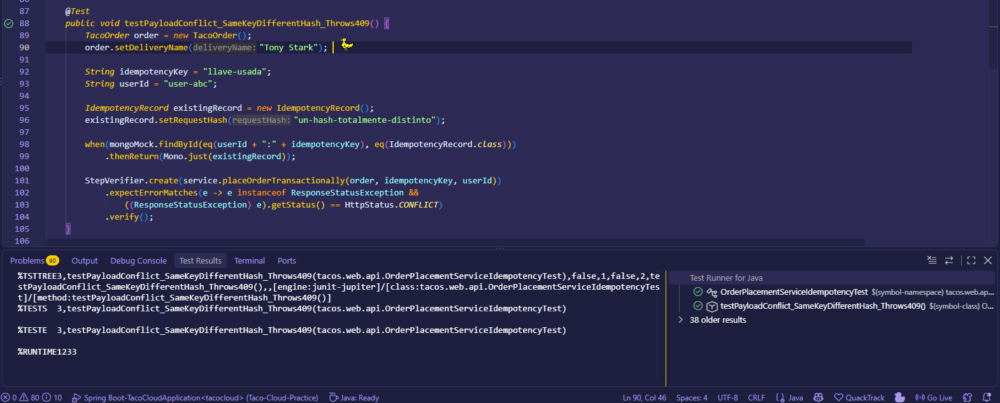 87 @Test
88 public void testPayloadConflict_SameKeyDifferentHash_Throws409() {
89 TacoOrder order = new TacoOrder();
90 order.setDeliveryName(deliveryName: "Tony Stark");
91
92 String idempotencyKey = "llave-usada";
93 String userId = "user-abc";
94
95 IdempotencyRecord existingRecord = new IdempotencyRecord();
96 existingRecord.setRequestHash(requestHash: "un-hash-totalmente-distinto");
97
98 when(mongoMock.findById(eq(userId + ":" + idempotencyKey), eq(IdempotencyRecord.class)))
99 .thenReturn(Mono.just(existingRecord));
100
101 StepVerifier.create(service.placeOrderTransactionally(order, idempotencyKey, userId))
102 .expectErrorMatches(e -> e instanceof ResponseStatusException &&
103 ((ResponseStatusException) e).getStatus() == HttpStatus.CONFLICT)
104 .verify();
105 }
106
Problems 90 Output Debug Console Test Results Terminal Ports
%TSTTREE3,testPayloadConflict_SameKeyDifferentHash_Throws409(tacos.web.api.OrderPlacementServiceIdempotencyTest),false,1,false,2,te
stPayloadConflict_SameKeyDifferentHash_Throws409(),,[engine:junit-jupiter]/[class:tacos.web.api.OrderPlacementServiceIdempotencyTes
t]/[method:testPayloadConflict_SameKeyDifferentHash_Throws409()]
%TESTS 3,testPayloadConflict_SameKeyDifferentHash_Throws409(tacos.web.api.OrderPlacementServiceIdempotencyTest)
%TESTE 3,testPayloadConflict_SameKeyDifferentHash_Throws409(tacos.web.api.OrderPlacementServiceIdempotencyTest)
%RUNTIME1233
Test Runner for Java
OrderPlacementServiceIdempotencyTest $(symbol-namespace) tacos.web.ap...
testPayloadConflict_SameKeyDifferentHash_Throws409() $(symbol-class) O...
38 older results
0 80 10 Spring Boot-TacoCloudApplication<tacocloud> (Taco-Cloud-Practice) Java: Ready Ln 90, Col 46 Spaces: 4 UTF-8 CRLF {} Java QuackTrack Go Live